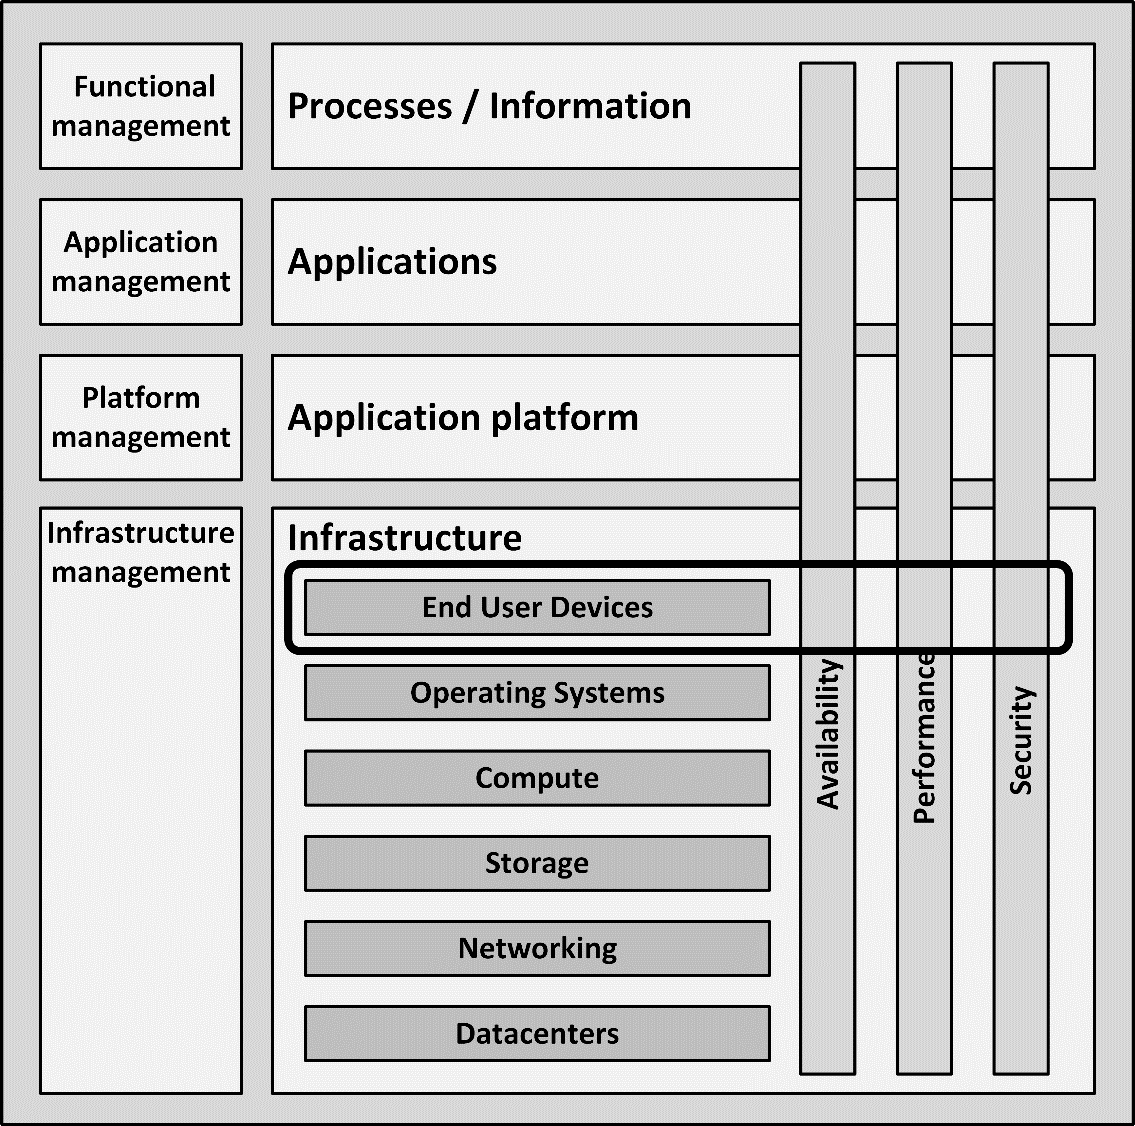 Functional
management
Processes / Information
Application
management
Applications
Platform
management
Application platform
Infrastructure
management
Infrastructure
End User Devices
Operating Systems
Compute
Storage
Networking
Datacenters
Availability
Performance
Security